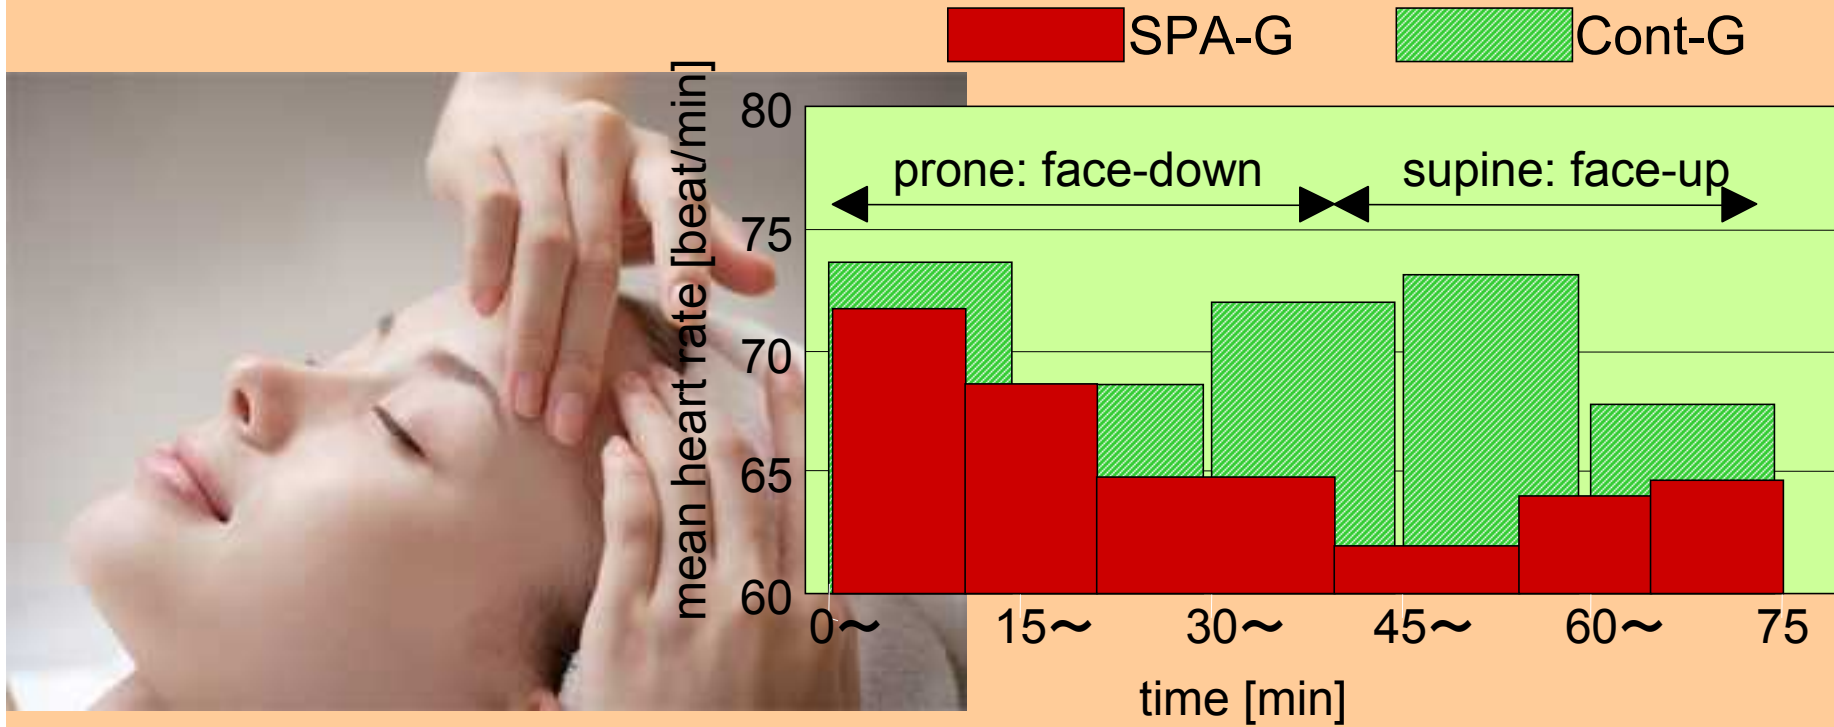 SPA-G
Cont-G
mean heart rate [beat/min]
80
75
70
65
60
prone: face-down
supine: face-up
0～
15～
30～
45～
60～
75
time [min]